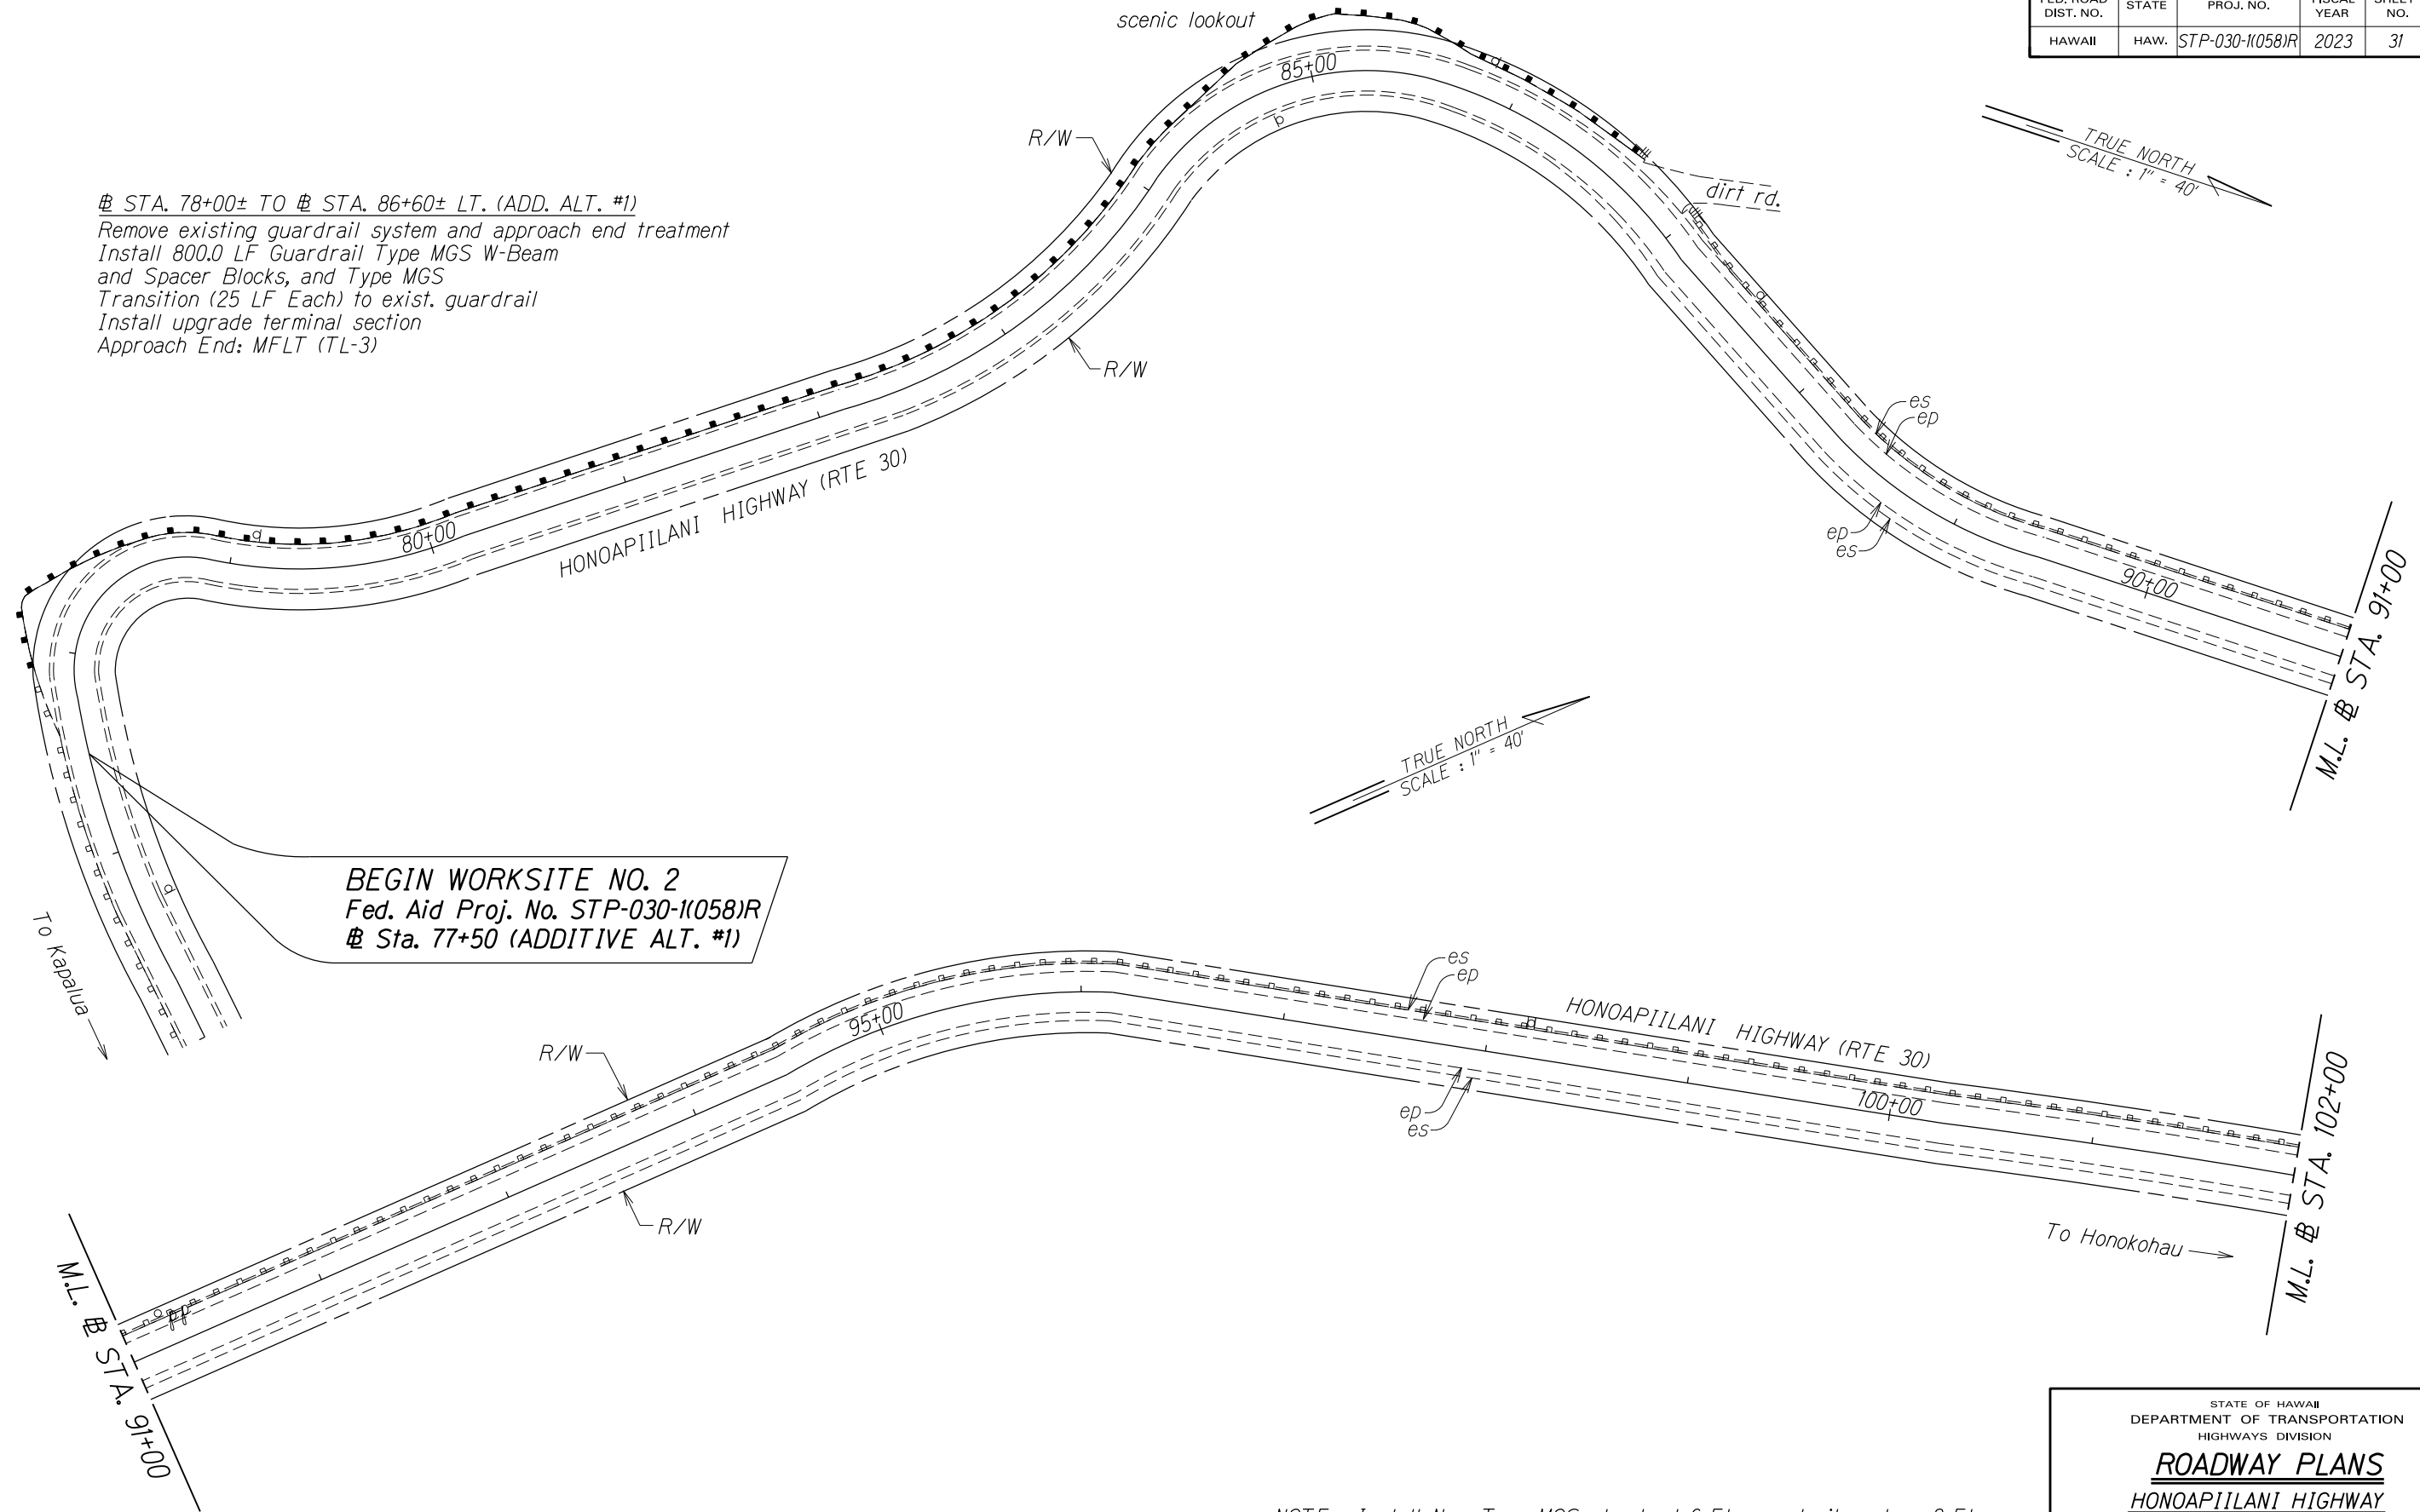 scenic lookout
FED. ROAD DIST. NO. STATE PROJ. NO. FISCAL YEAR SHEET NO.
HAWAII HAW. STP-030-1(058)R 2023 31
TRUE NORTH
SCALE : 1" = 40'
85+00
R/W
dirt rd.
℄ STA. 78+00± TO ℄ STA. 86+60± LT. (ADD. ALT. #1)
Remove existing guardrail system and approach end treatment
Install 800.0 LF Guardrail Type MGS W-Beam
and Spacer Blocks, and Type MGS
Transition (25 LF Each) to exist. guardrail
Install upgrade terminal section
Approach End: MFLT (TL-3)
R/W
es
ep
80+00
HONOAPIILANI HIGHWAY (RTE 30)
ep
es
90+00
M.L. ℄ STA. 91+00
TRUE NORTH
SCALE : 1" = 40'
BEGIN WORKSITE NO. 2
Fed. Aid Proj. No. STP-030-1(058)R
℄ Sta. 77+50 (ADDITIVE ALT. #1)
To Kapalua
es
ep
HONOAPIILANI HIGHWAY (RTE 30)
95+00
R/W
100+00
ep
es
M.L. ℄ STA. 102+00
R/W
To Honokohau
pp
M.L. ℄ STA. 91+00
STATE OF HAWAII
DEPARTMENT OF TRANSPORTATION
HIGHWAYS DIVISION
ROADWAY PLANS
HONOAPIILANI HIGHWAY